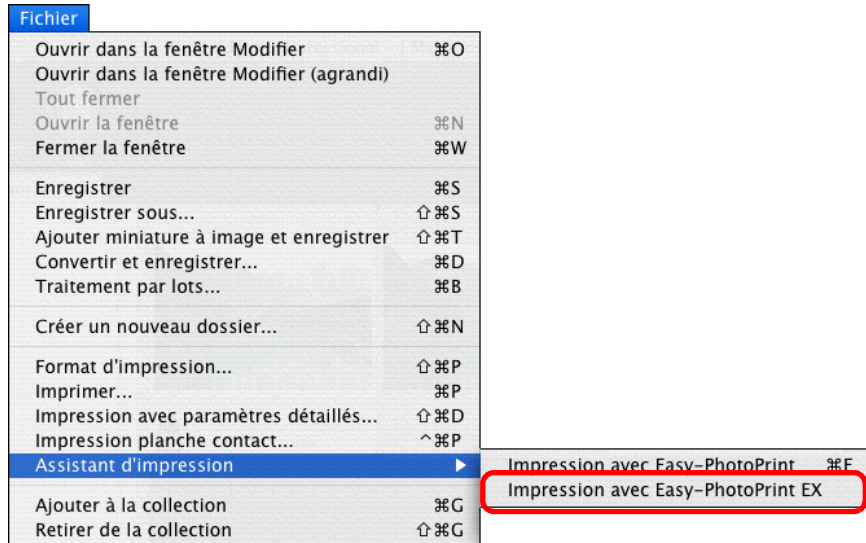 Fichier
Ouvrir dans la fenêtre Modifier ⌘O
Ouvrir dans la fenêtre Modifier (agrandi)
Tout fermer
Ouvrir la fenêtre ⌘N
Fermer la fenêtre ⌘W
Enregistrer ⌘S
Enregistrer sous... ⇧⌘S
Ajouter miniature à image et enregistrer ⇧⌘T
Convertir et enregistrer... ⌘D
Traitement par lots... ⌘B
Créer un nouveau dossier... ⇧⌘N
Format d'impression... ⇧⌘P
Imprimer... ⌘P
Impression avec paramètres détaillés... ⇧⌘D
Impression planche contact... ^⌘P
Assistant d'impression ▶
Impression avec Easy-PhotoPrint ⌘E
Impression avec Easy-PhotoPrint EX
Ajouter à la collection ⌘G
Retirer de la collection ⇧⌘G